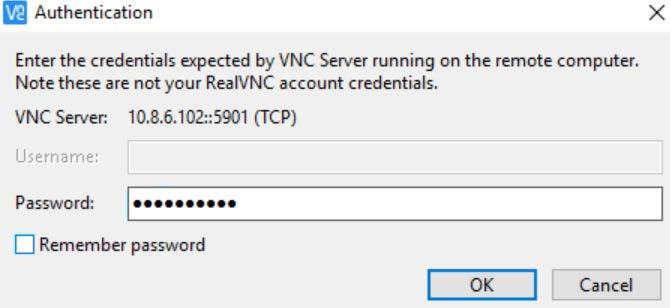 V2 Authentication
Enter the credentials expected by VNC Server running on the remote computer.
Note these are not your RealVNC account credentials.
VNC Server: 10.8.6.102::5901 (TCP)
Username:
Password: ••••••••••
Remember password
OK Cancel